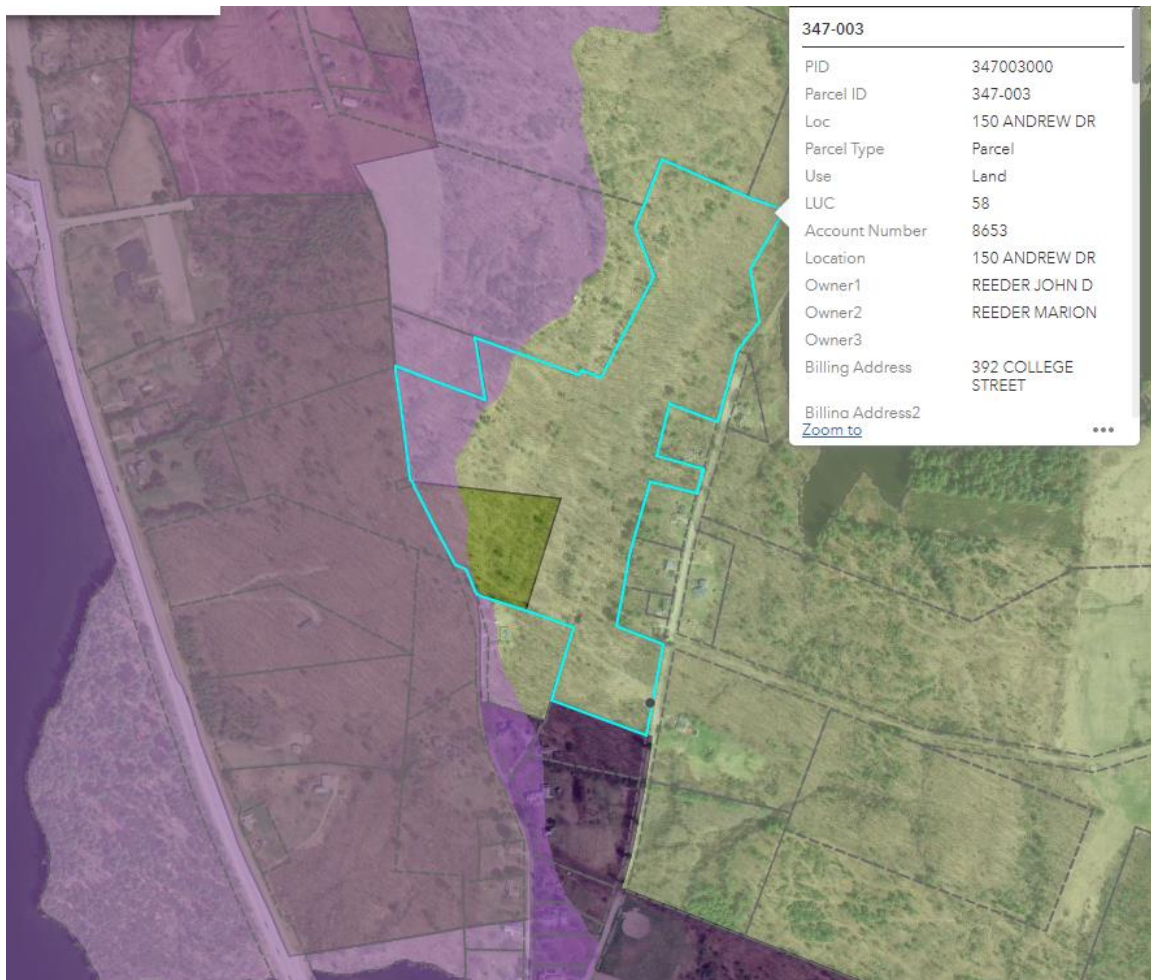 347-003
PID 347003000
Parcel ID 347-003
Loc 150 ANDREW DR
Parcel Type Parcel
Use Land
LUC 58
Account Number 8653
Location 150 ANDREW DR
Owner1 REEDER JOHN D
Owner2 REEDER MARION
Owner3
Billing Address 392 COLLEGE
STREET
Billing Address2
Zoom to